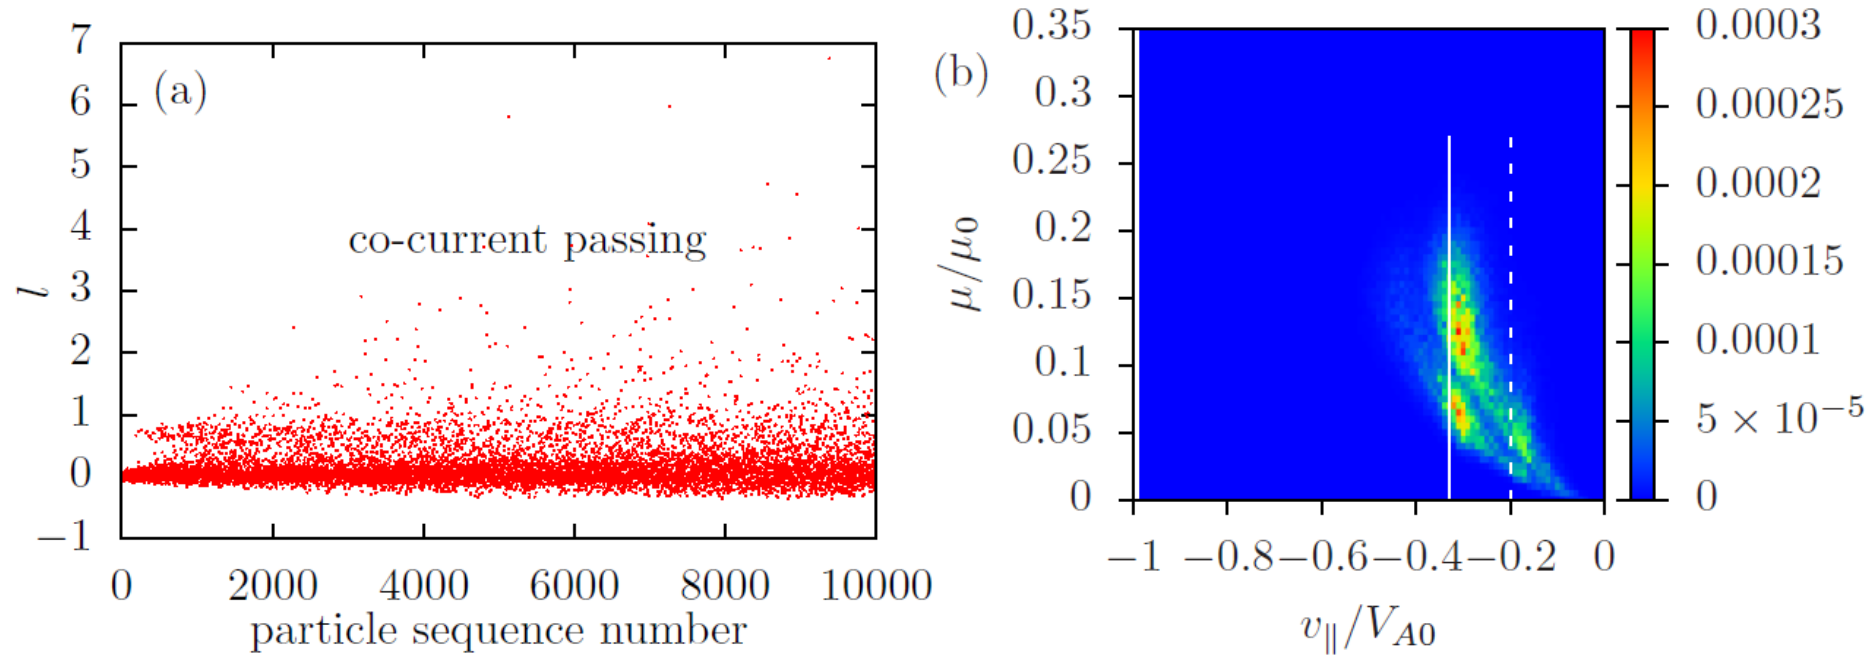 (a)
7
6
5
4
3
2
1
0
−1
l
co-current passing
0 2000 4000 6000 8000 10000
particle sequence number
(b)
0.35
0.3
0.25
0.2
0.15
0.1
0.05
0
μ/μ0
−1 −0.8 −0.6 −0.4 −0.2 0
v∥/VA0
0.0003
0.00025
0.0002
0.00015
0.0001
5 × 10−5
0